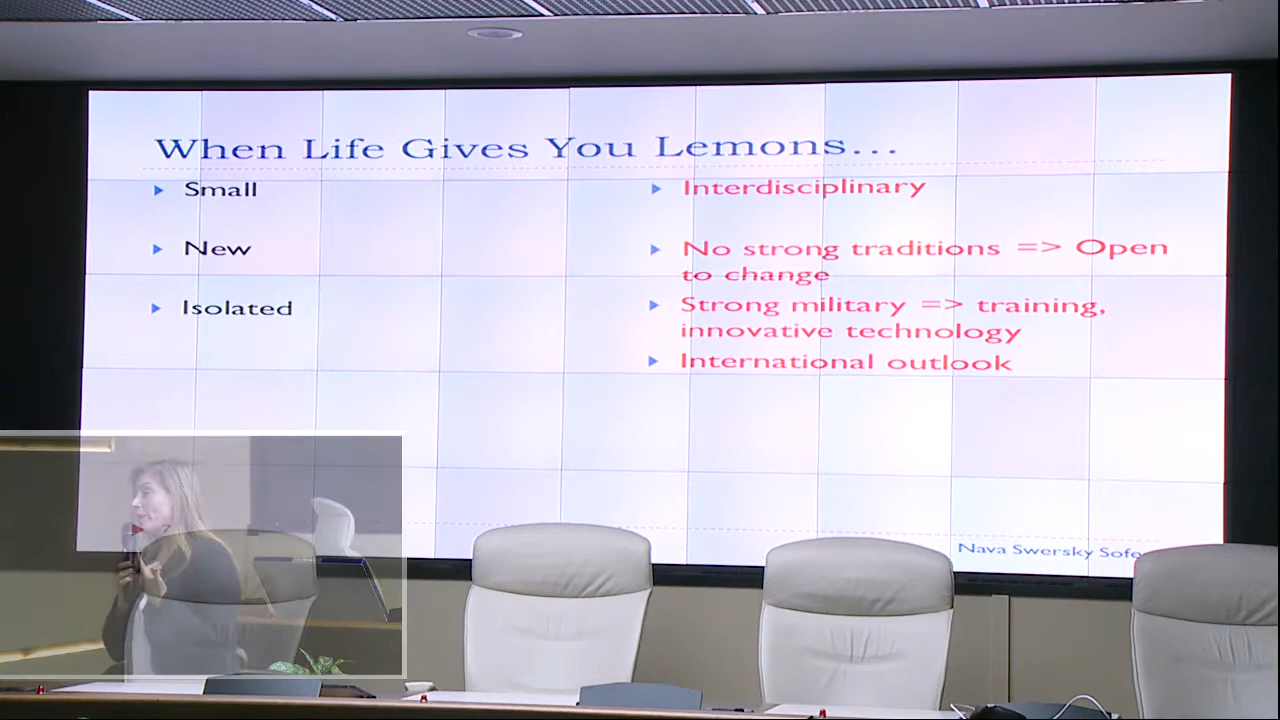 When Life Gives You Lemons...
Small
New
Isolated
Interdisciplinary
No strong traditions => Open
to change
Strong military => training,
innovative technology
International outlook
Nava Swersky